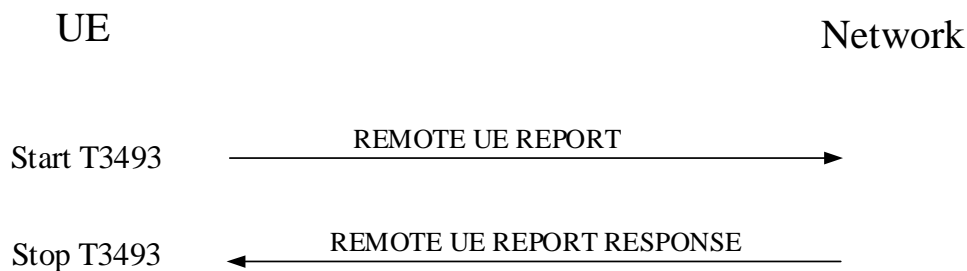 UE
Network
Start T3493
REMOTE UE REPORT
Stop T3493
REMOTE UE REPORT RESPONSE